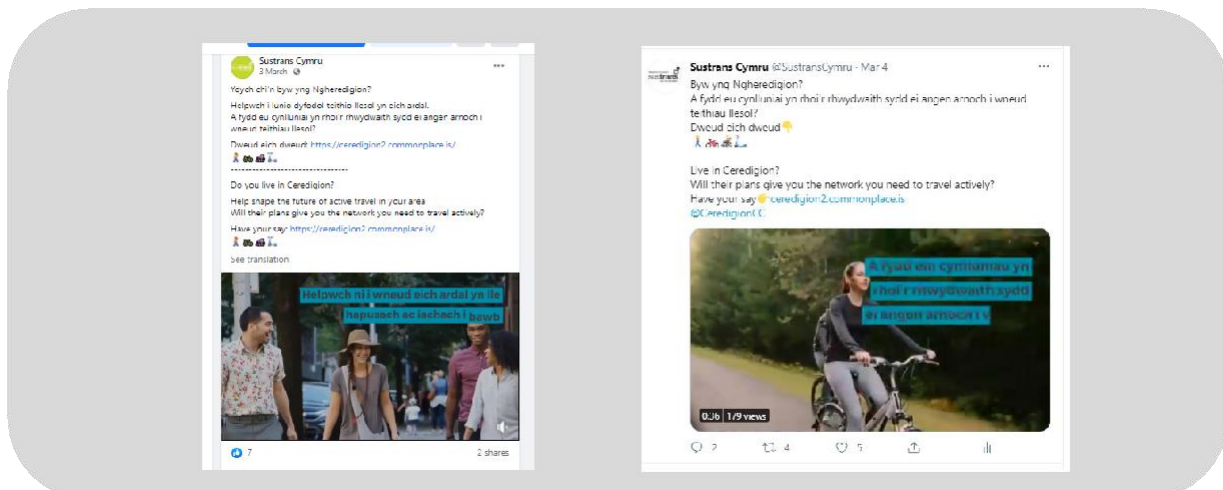 Sustrans Cymru
3 March
Ydych chi'n byw yng Ngheredigion?
Helpwch i lunio dyfodol teithio llesol yn eich ardal.
A fydd eu cynlluniau yn rhoi'r rhwydwaith sydd ei angen arnoch i
wneud teithiau llesol?
Dweud eich dweud: https://ceredigion2.commonplace.is/
--------------------------------
Do you live in Ceredigion?
Help shape the future of active travel in your area
Will their plans give you the network you need to travel actively?
Have your say: https://ceredigion2.commonplace.is/
See translation
Helpwch ni i wneud eich ardal yn lle
hapusach ac iachach i bawb
7
2 shares
sustrans
Sustrans Cymru @SustransCymru · Mar 4
Byw yng Ngheredigion?
A fydd eu cynlluniau yn rhoi'r rhwydwaith sydd ei angen arnoch i wneud
teithiau llesol?
Dweud eich dweud👇
Live in Ceredigion?
Will their plans give you the network you need to travel actively?
Have your say👉ceredigion2.commonplace.is
@CeredigionCC
A fydd ein cynlluniau yn
rhoi'r rhwydwaith sydd
ei angen arnoch i
0:36 179 views
2 4 5